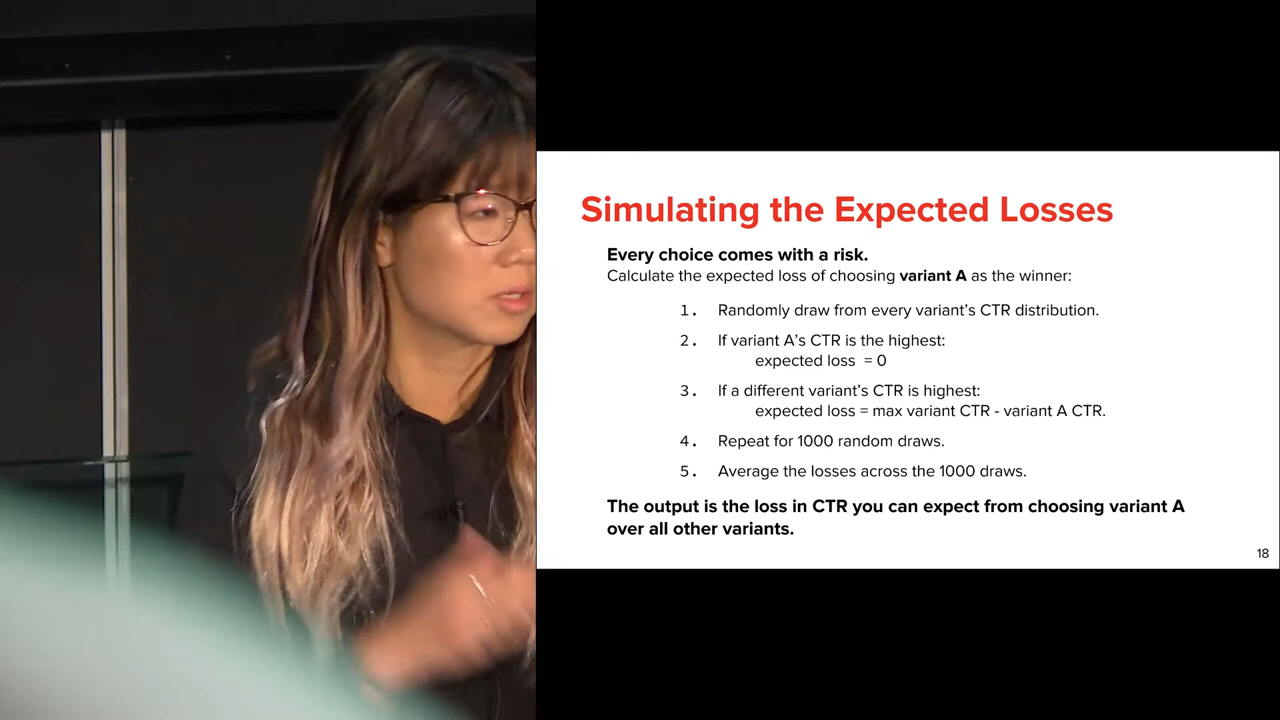 Simulating the Expected Losses
Every choice comes with a risk.
Calculate the expected loss of choosing variant A as the winner:
1. Randomly draw from every variant's CTR distribution.
2. If variant A's CTR is the highest:
expected loss = 0
3. If a different variant's CTR is highest:
expected loss = max variant CTR - variant A CTR.
4. Repeat for 1000 random draws.
5. Average the losses across the 1000 draws.
The output is the loss in CTR you can expect from choosing variant A
over all other variants.
18